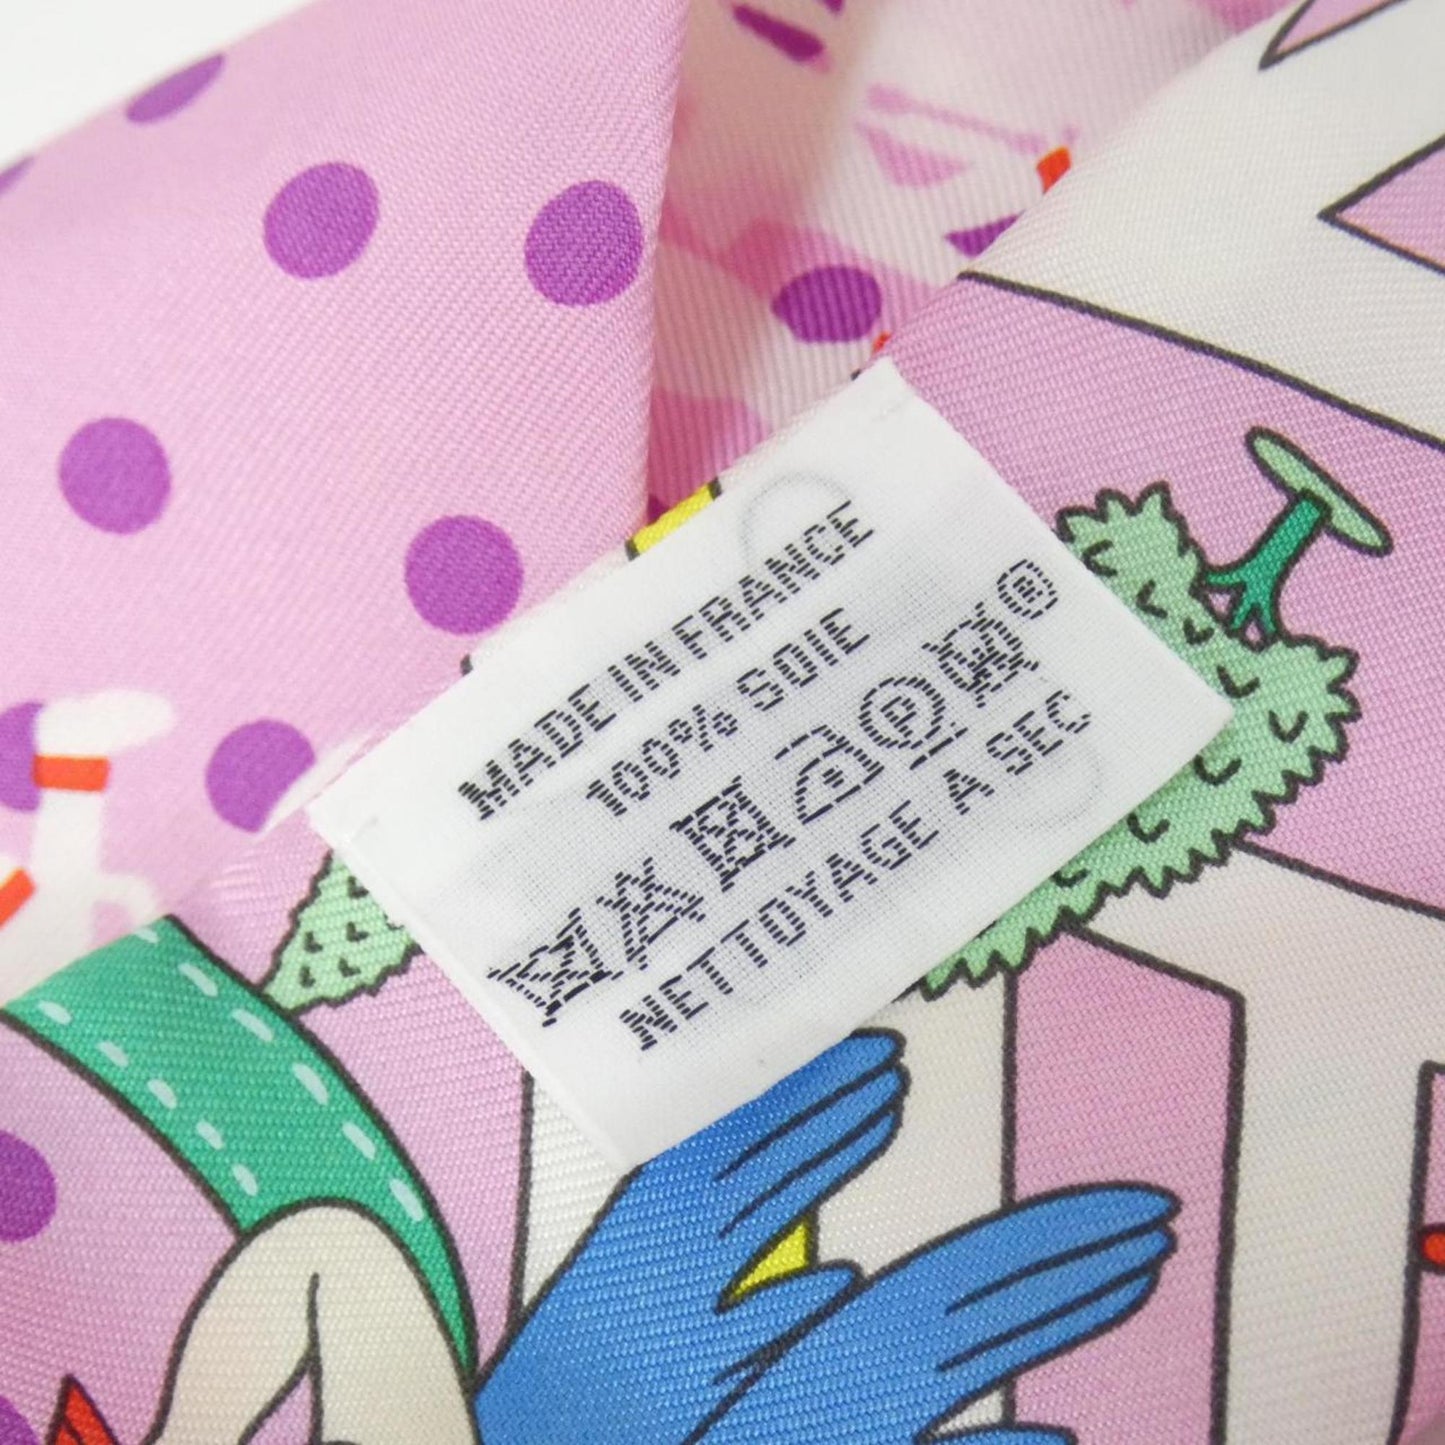 MADE IN FRANCE
100% SOIE
®
NETTOYAGE A SEC